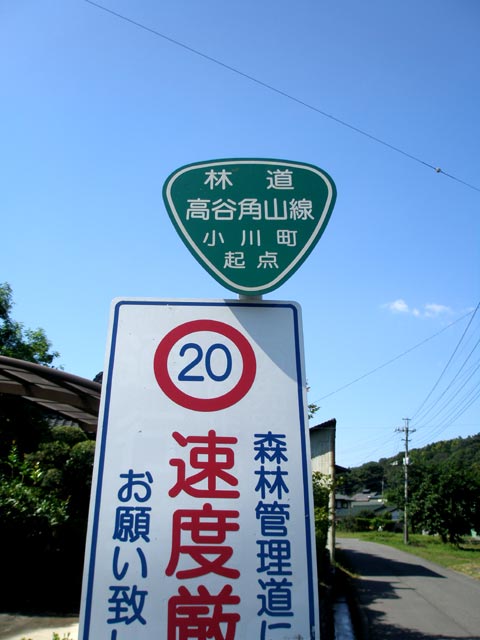 林道
高谷角山線
小川町
起点
20
森林管理道に
速度厳
お願い致し